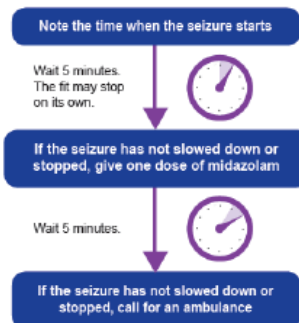 Note the time when the seizure starts
Wait 5 minutes.
The fit may stop
on its own.
If the seizure has not slowed down or
stopped, give one dose of midazolam
Wait 5 minutes.
If the seizure has not slowed down or
stopped, call for an ambulance